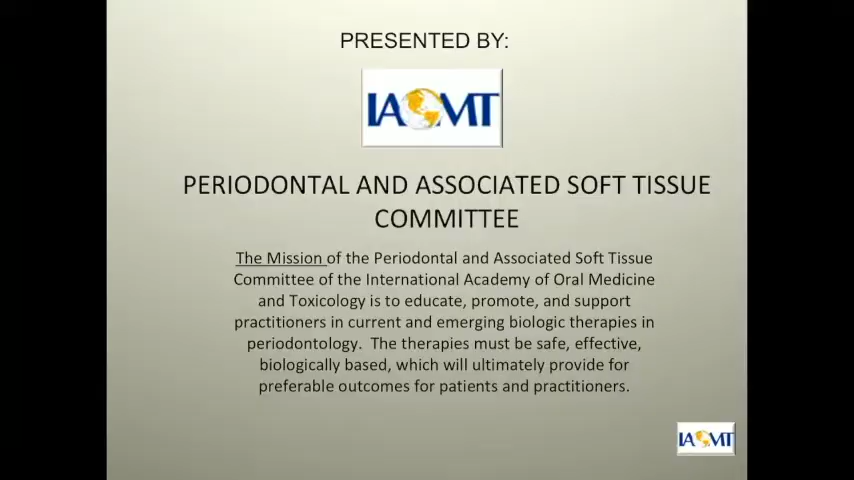 PRESENTED BY:
IAOMT
PERIODONTAL AND ASSOCIATED SOFT TISSUE
COMMITTEE
The Mission of the Periodontal and Associated Soft Tissue
Committee of the International Academy of Oral Medicine
and Toxicology is to educate, promote, and support
practitioners in current and emerging biologic therapies in
periodontology.  The therapies must be safe, effective,
biologically based, which will ultimately provide for
preferable outcomes for patients and practitioners.
IAOMT